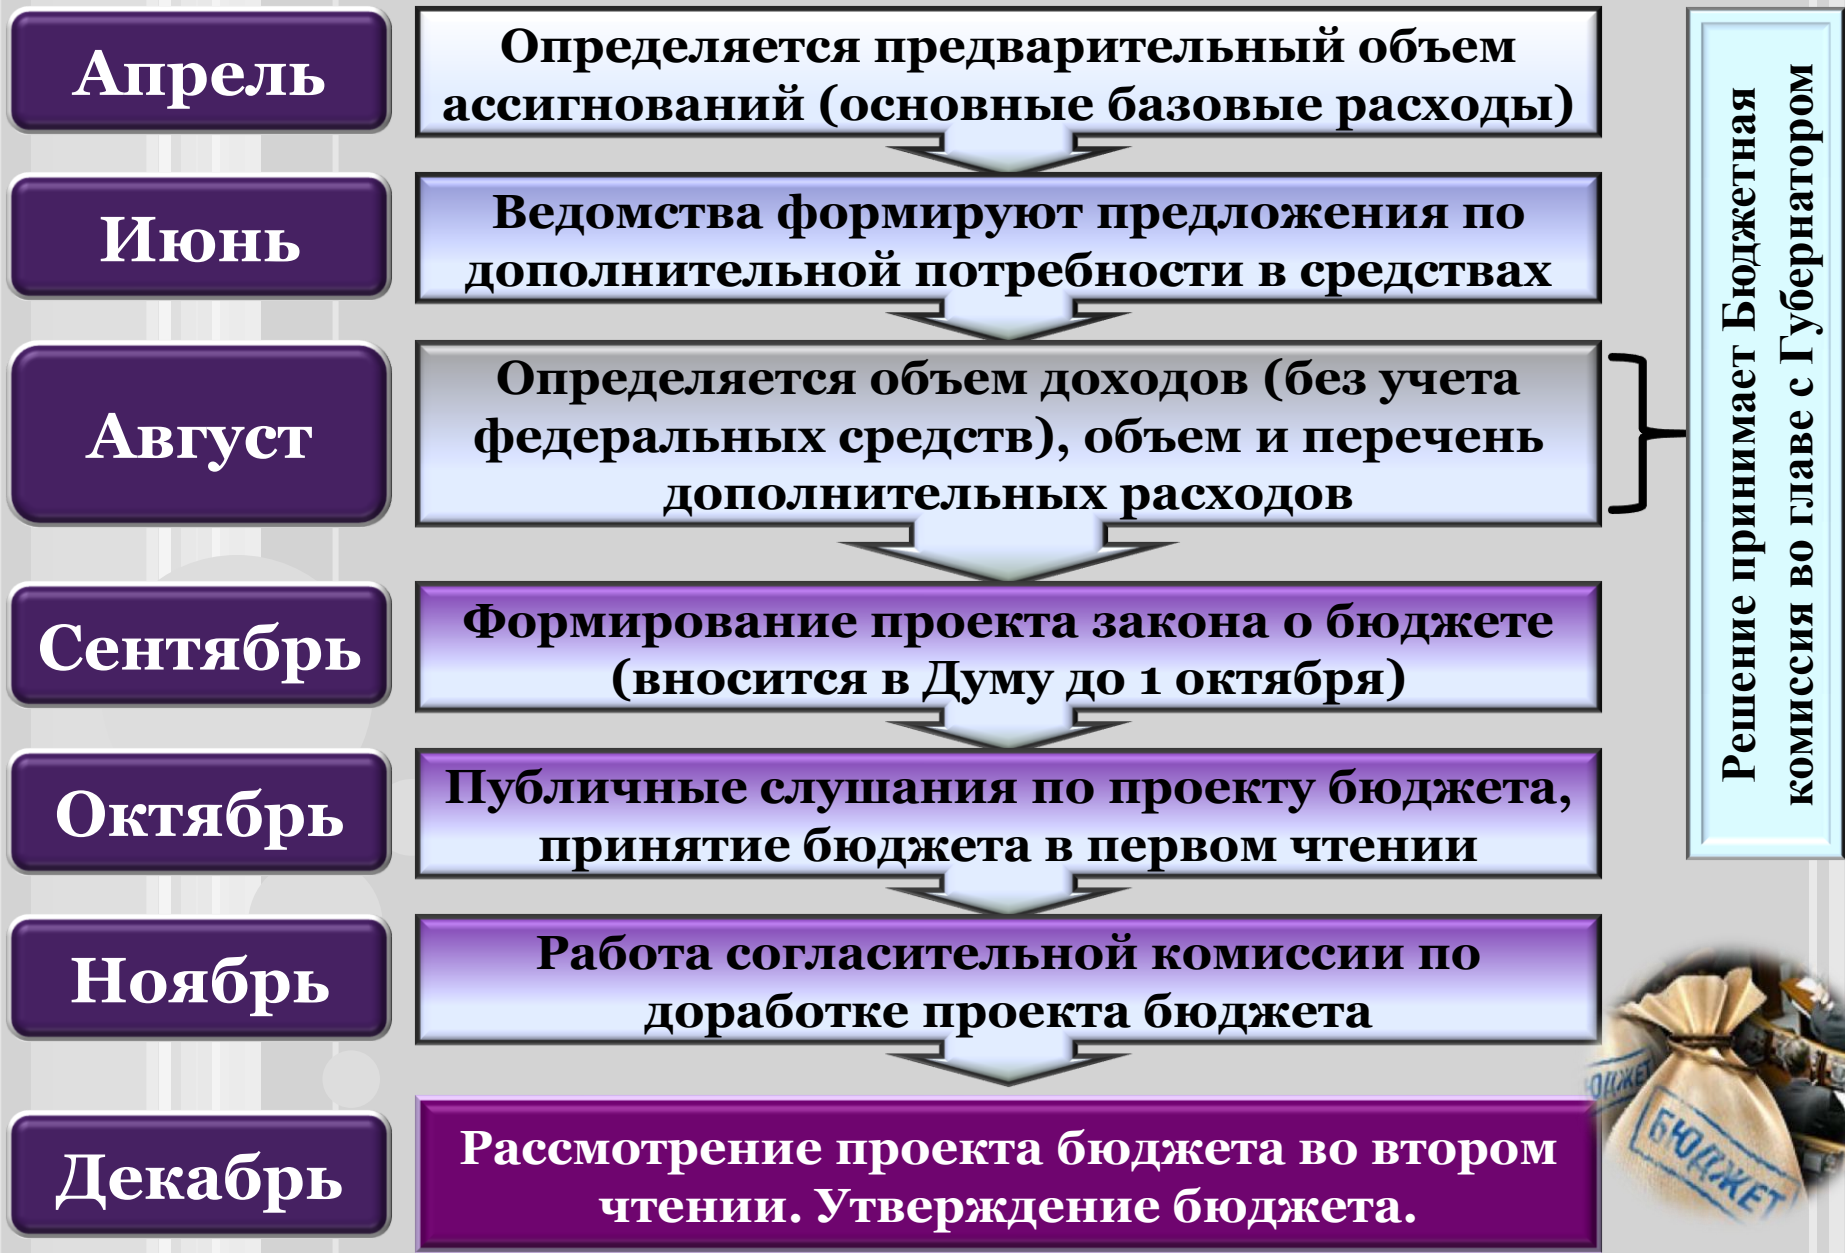 Апрель
Определяется предварительный объем
ассигнований (основные базовые расходы)
Июнь
Ведомства формируют предложения по
дополнительной потребности в средствах
Август
Определяется объем доходов (без учета
федеральных средств), объем и перечень
дополнительных расходов
Решение принимает Бюджетная
комиссия во главе с Губернатором
Сентябрь
Формирование проекта закона о бюджете
(вносится в Думу до 1 октября)
Октябрь
Публичные слушания по проекту бюджета,
принятие бюджета в первом чтении
Ноябрь
Работа согласительной комиссии по
доработке проекта бюджета
Декабрь
Рассмотрение проекта бюджета во втором
чтении. Утверждение бюджета.
БЮДЖЕТ